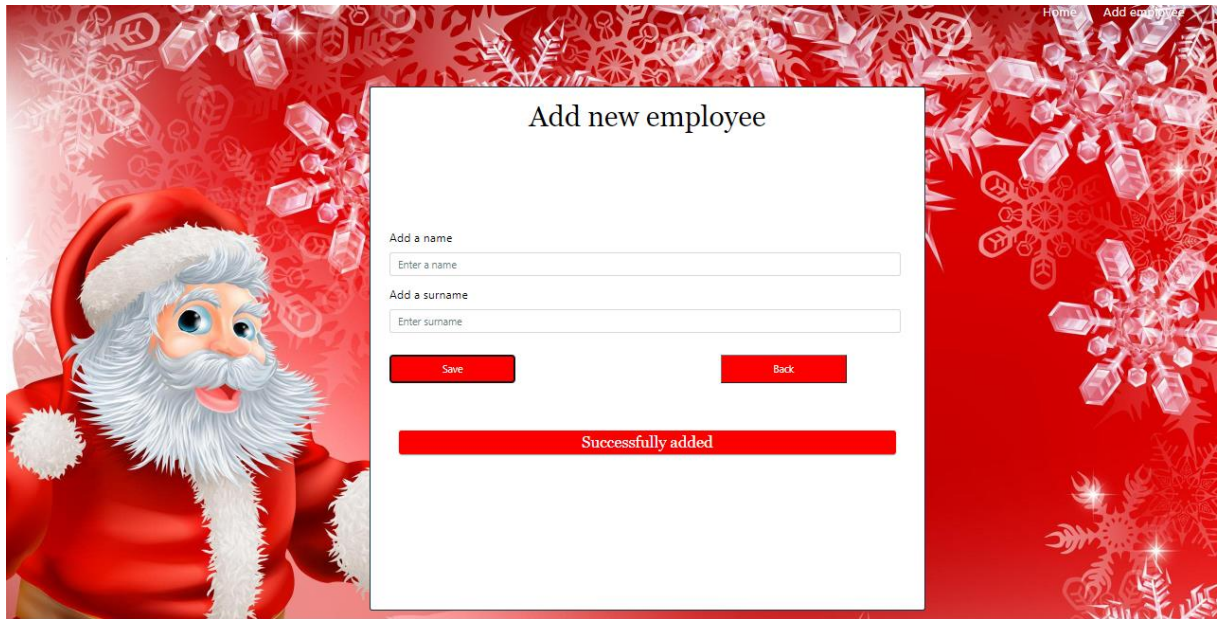 Home Add employee
Add new employee
Add a name
Enter a name
Add a surname
Enter surname
Save Back
Successfully added